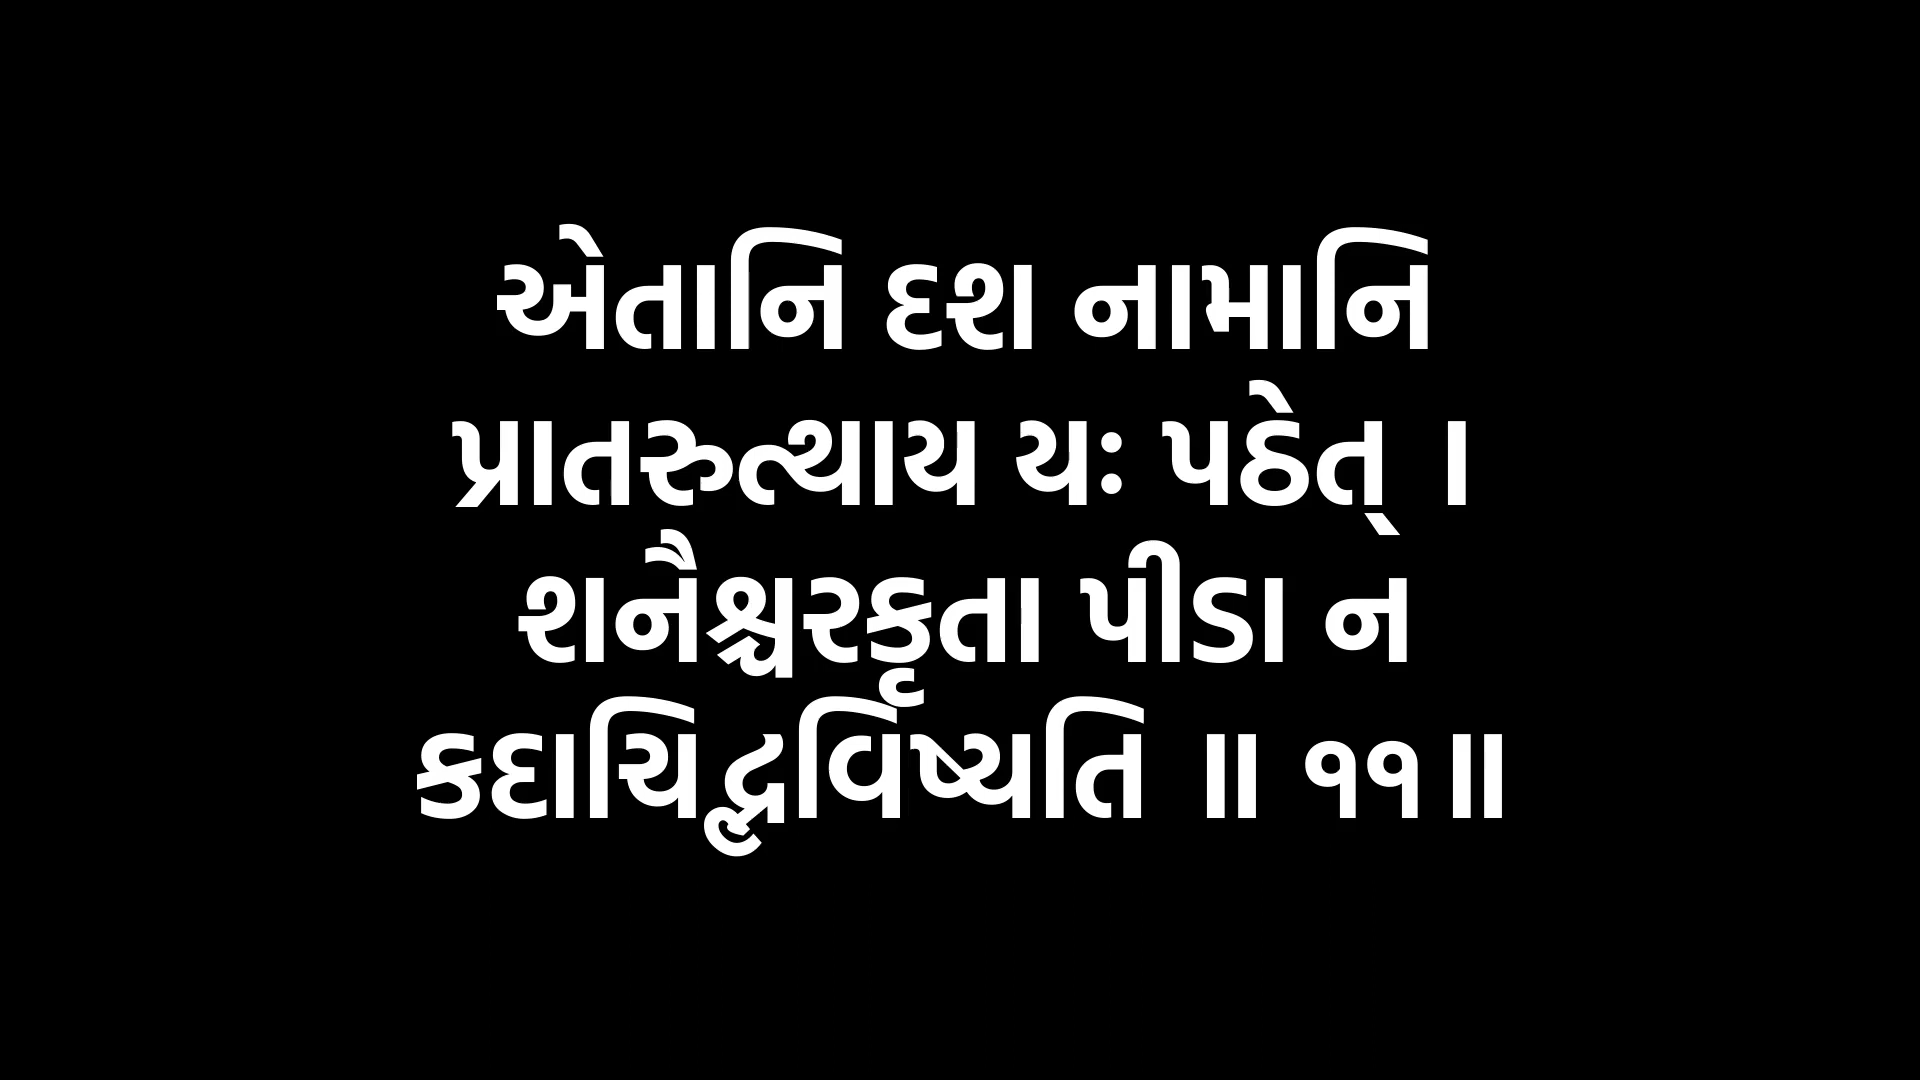 એતાનિ દશ નામાનિ
પ્રાતરુત્થાય યઃ પઠેત્ ।
શનૈશ્ચરકૃતા પીડા ન
કદાચિદ્ભવિષ્યતિ ॥ ૧૧॥